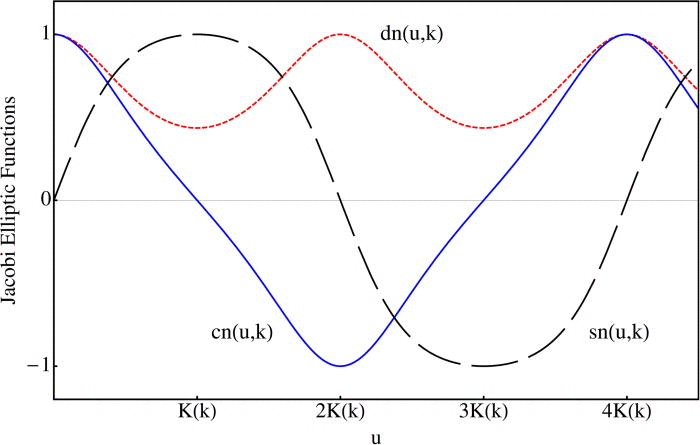 1
dn(u,k)
Jacobi Elliptic Functions
0
cn(u,k)
sn(u,k)
−1
K(k)
2K(k)
3K(k)
4K(k)
u